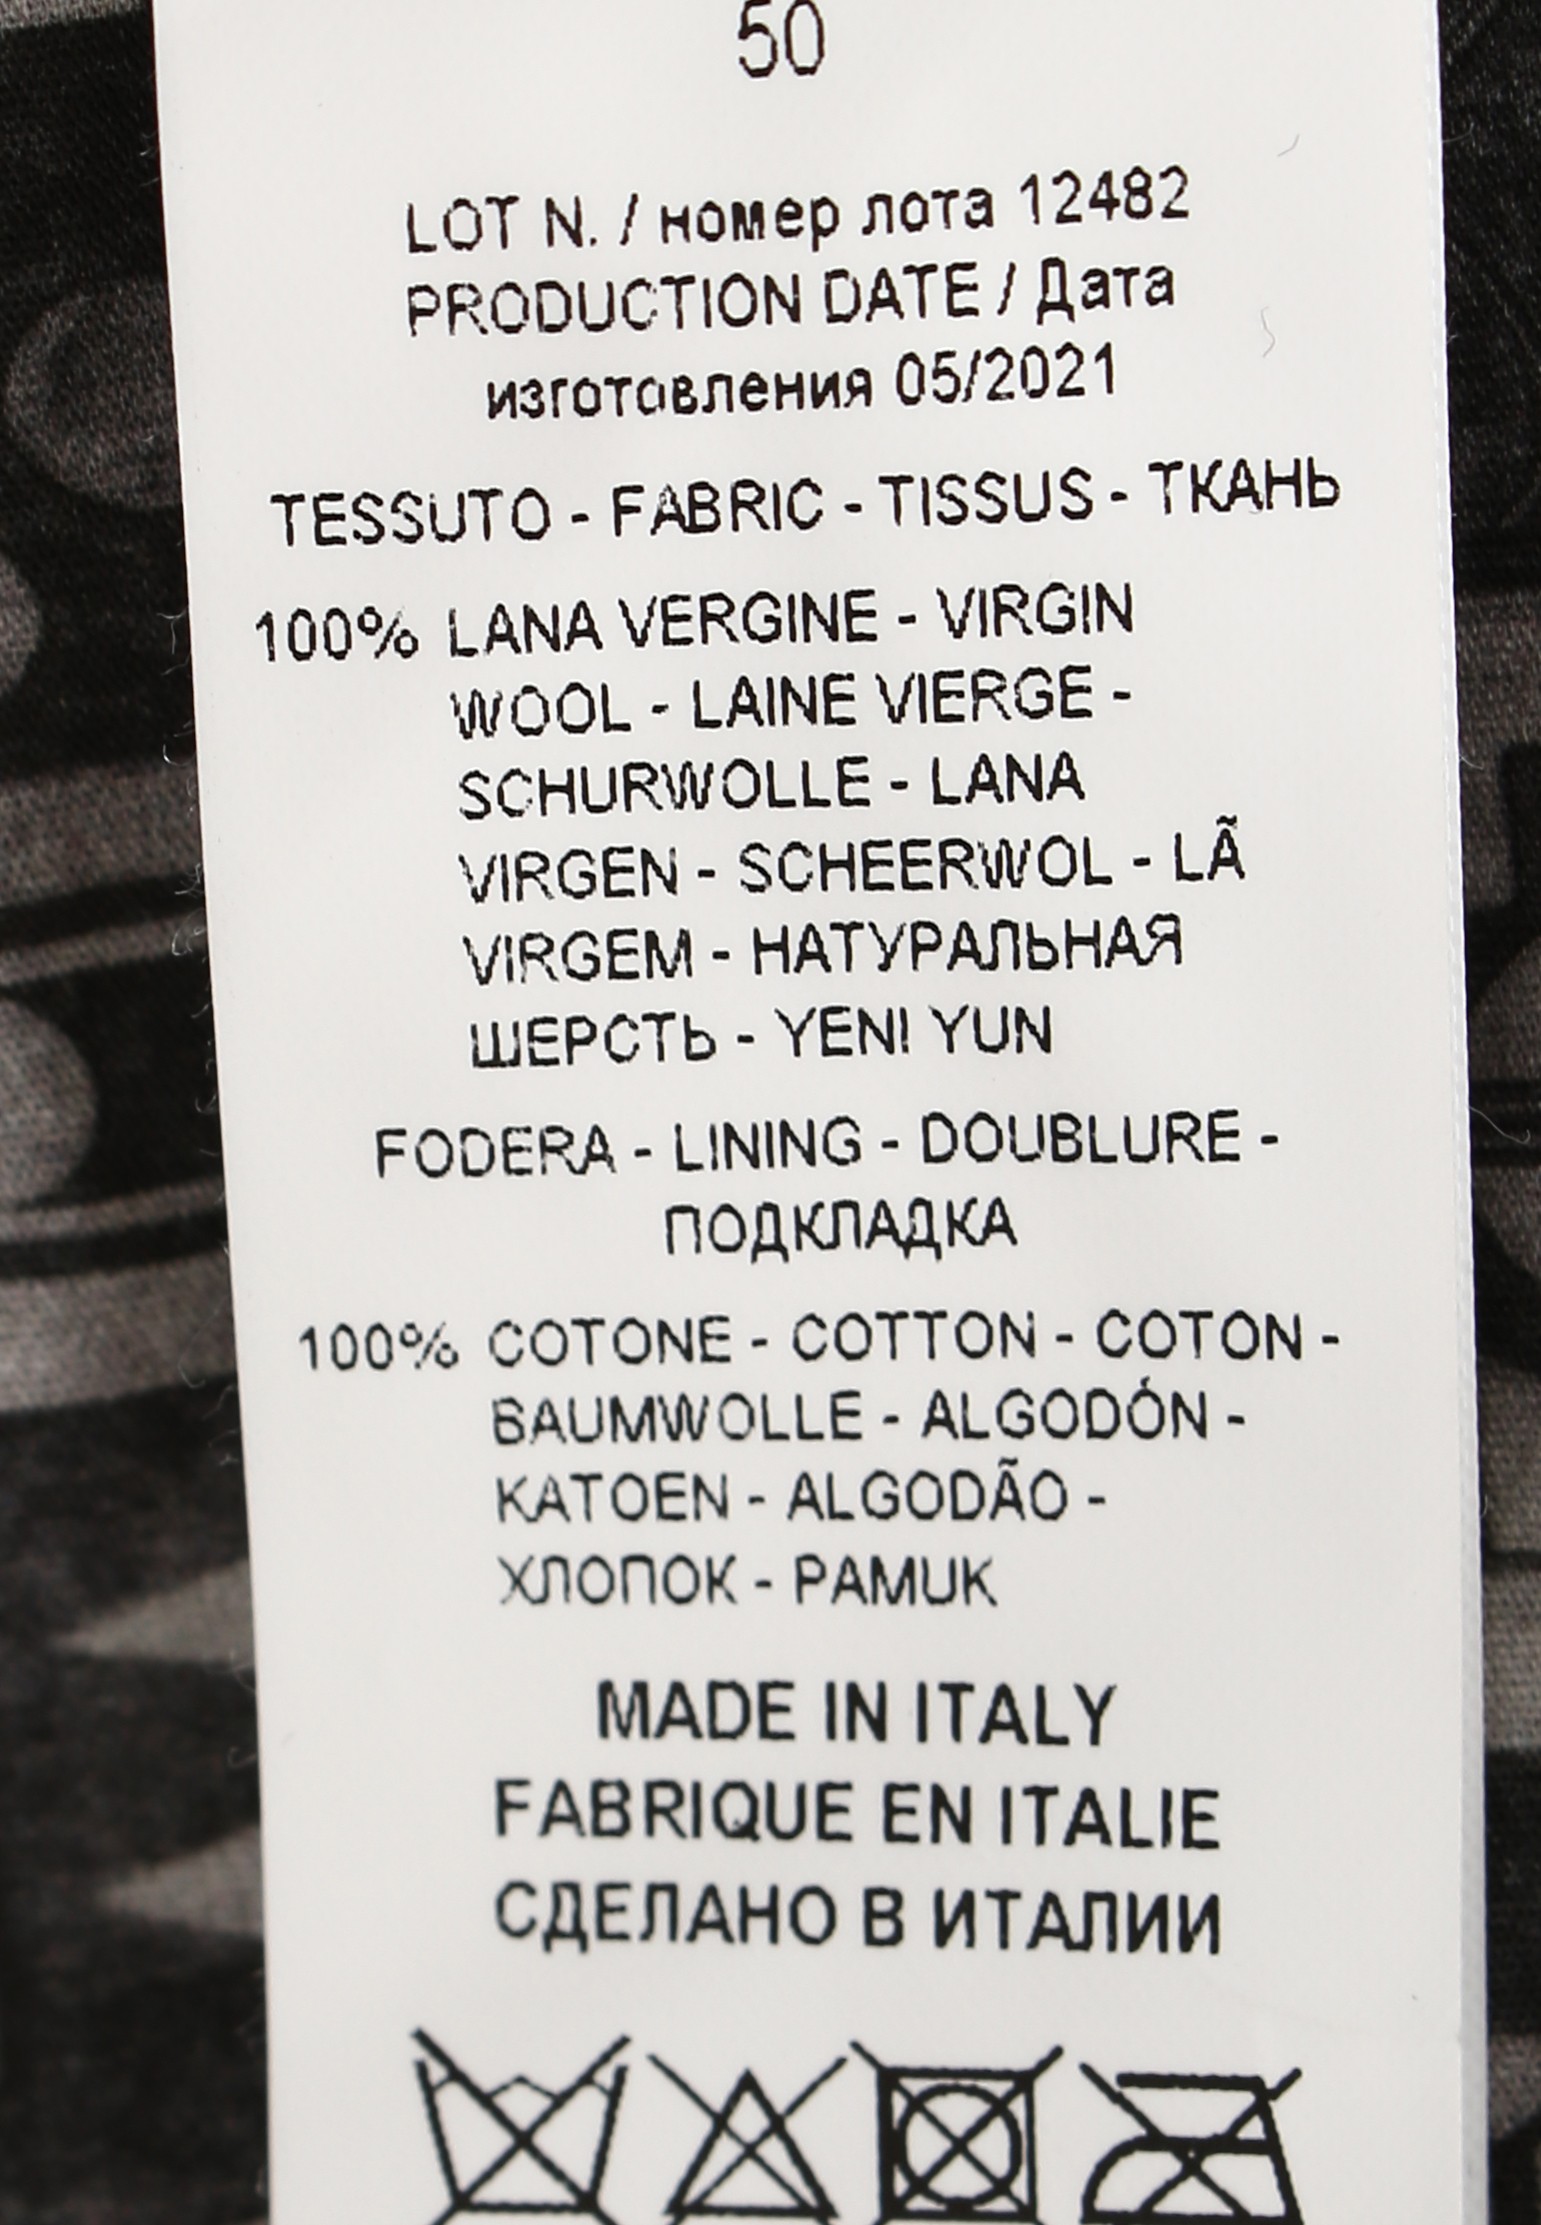 50
LOT N. / номер лота 12482
PRODUCTION DATE / Дата
изготовления 05/2021
TESSUTO - FABRIC - TISSUS - ТКАНЬ
100% LANA VERGINE - VIRGIN
WOOL - LAINE VIERGE -
SCHURWOLLE - LANA
VIRGEN - SCHEERWOL - LÃ
VIRGEM - НАТУРАЛЬНАЯ
ШЕРСТЬ - YENI YUN
FODERA - LINING - DOUBLURE -
ПОДКЛАДКА
100% COTONE - COTTON - COTON -
BAUMWOLLE - ALGODÓN -
KATOEN - ALGODÃO -
ХЛОПОК - PAMUK
MADE IN ITALY
FABRIQUE EN ITALIE
СДЕЛАНО В ИТАЛИИ